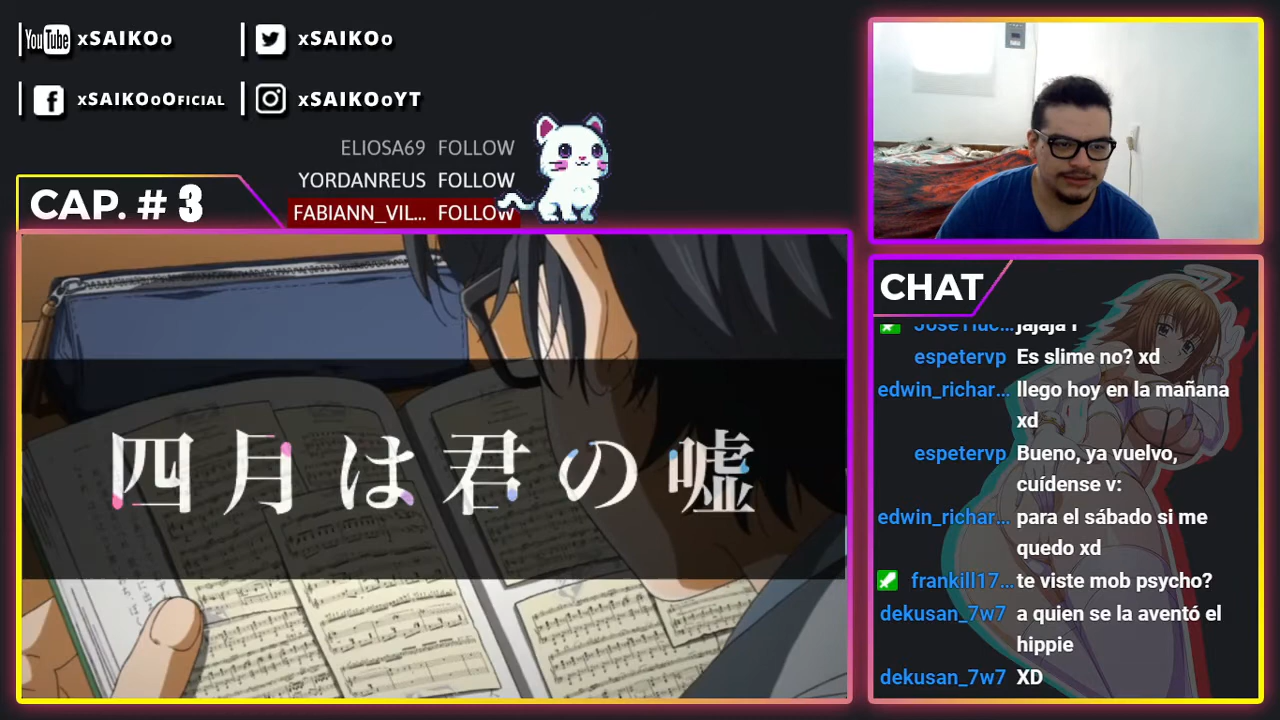 YouTube xSAIKOo
xSAIKOo
xSAIKOoOFICIAL
xSAIKOoYT
ELIOSA69 FOLLOW
YORDANREUS FOLLOW
FABIANN_VIL... FOLLOW
CAP. # 3
四月は君の嘘
CHAT
jajaja
espetervp Es slime no? xd
edwin_richar... llego hoy en la mañana
xd
espetervp Bueno, ya vuelvo,
cuídense v:
edwin_richar... para el sábado si me
quedo xd
frankill17... te viste mob psycho?
dekusan_7w7 a quien se la aventó el
hippie
dekusan_7w7 XD